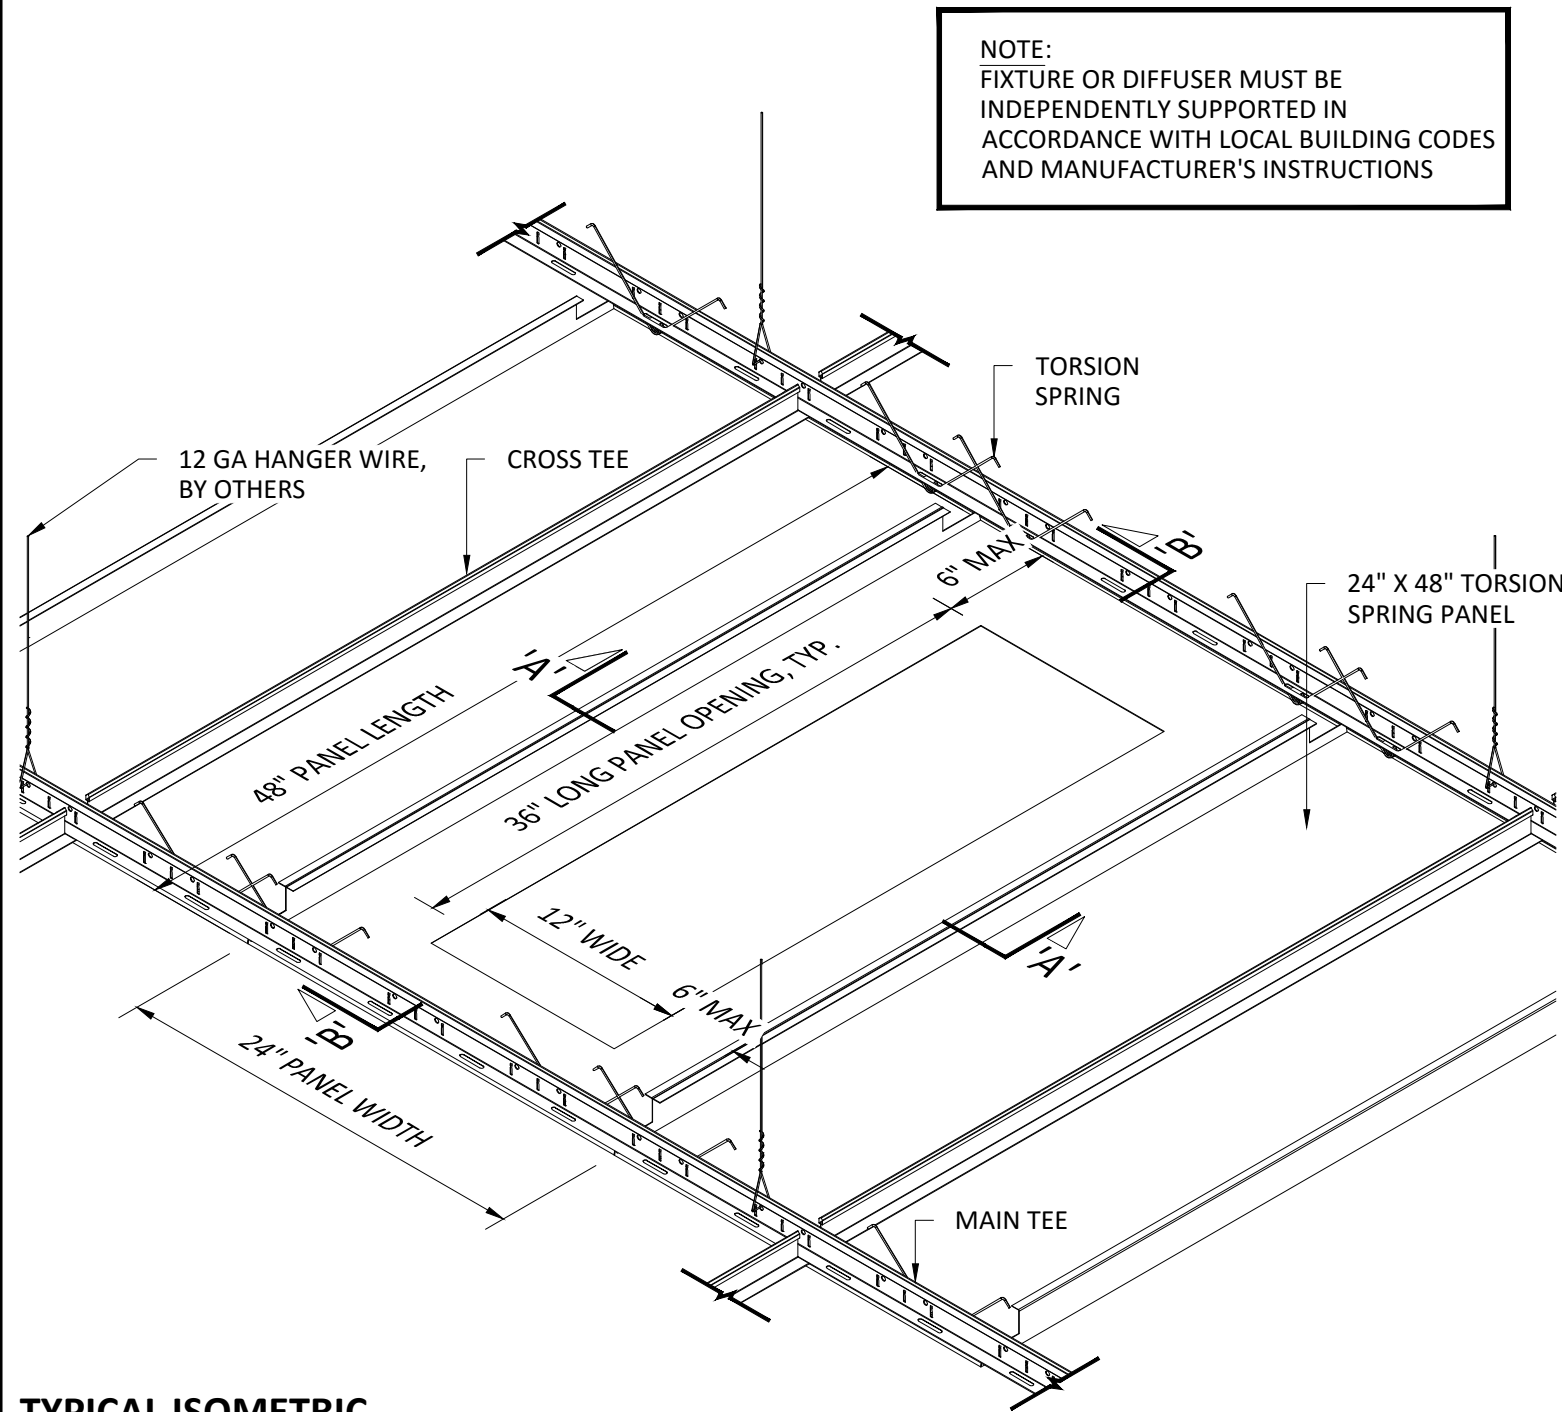 NOTE:
FIXTURE OR DIFFUSER MUST BE
INDEPENDENTLY SUPPORTED IN
ACCORDANCE WITH LOCAL BUILDING CODES
AND MANUFACTURER'S INSTRUCTIONS
TORSION
SPRING
12 GA HANGER WIRE,
BY OTHERS
CROSS TEE
6" MAX
'B'
24" X 48" TORSION
SPRING PANEL
'A'
48" PANEL LENGTH
36" LONG PANEL OPENING, TYP.
12" WIDE
6" MAX
'A'
'B'
24" PANEL WIDTH
MAIN TEE
TYPICAL ISOMETRIC